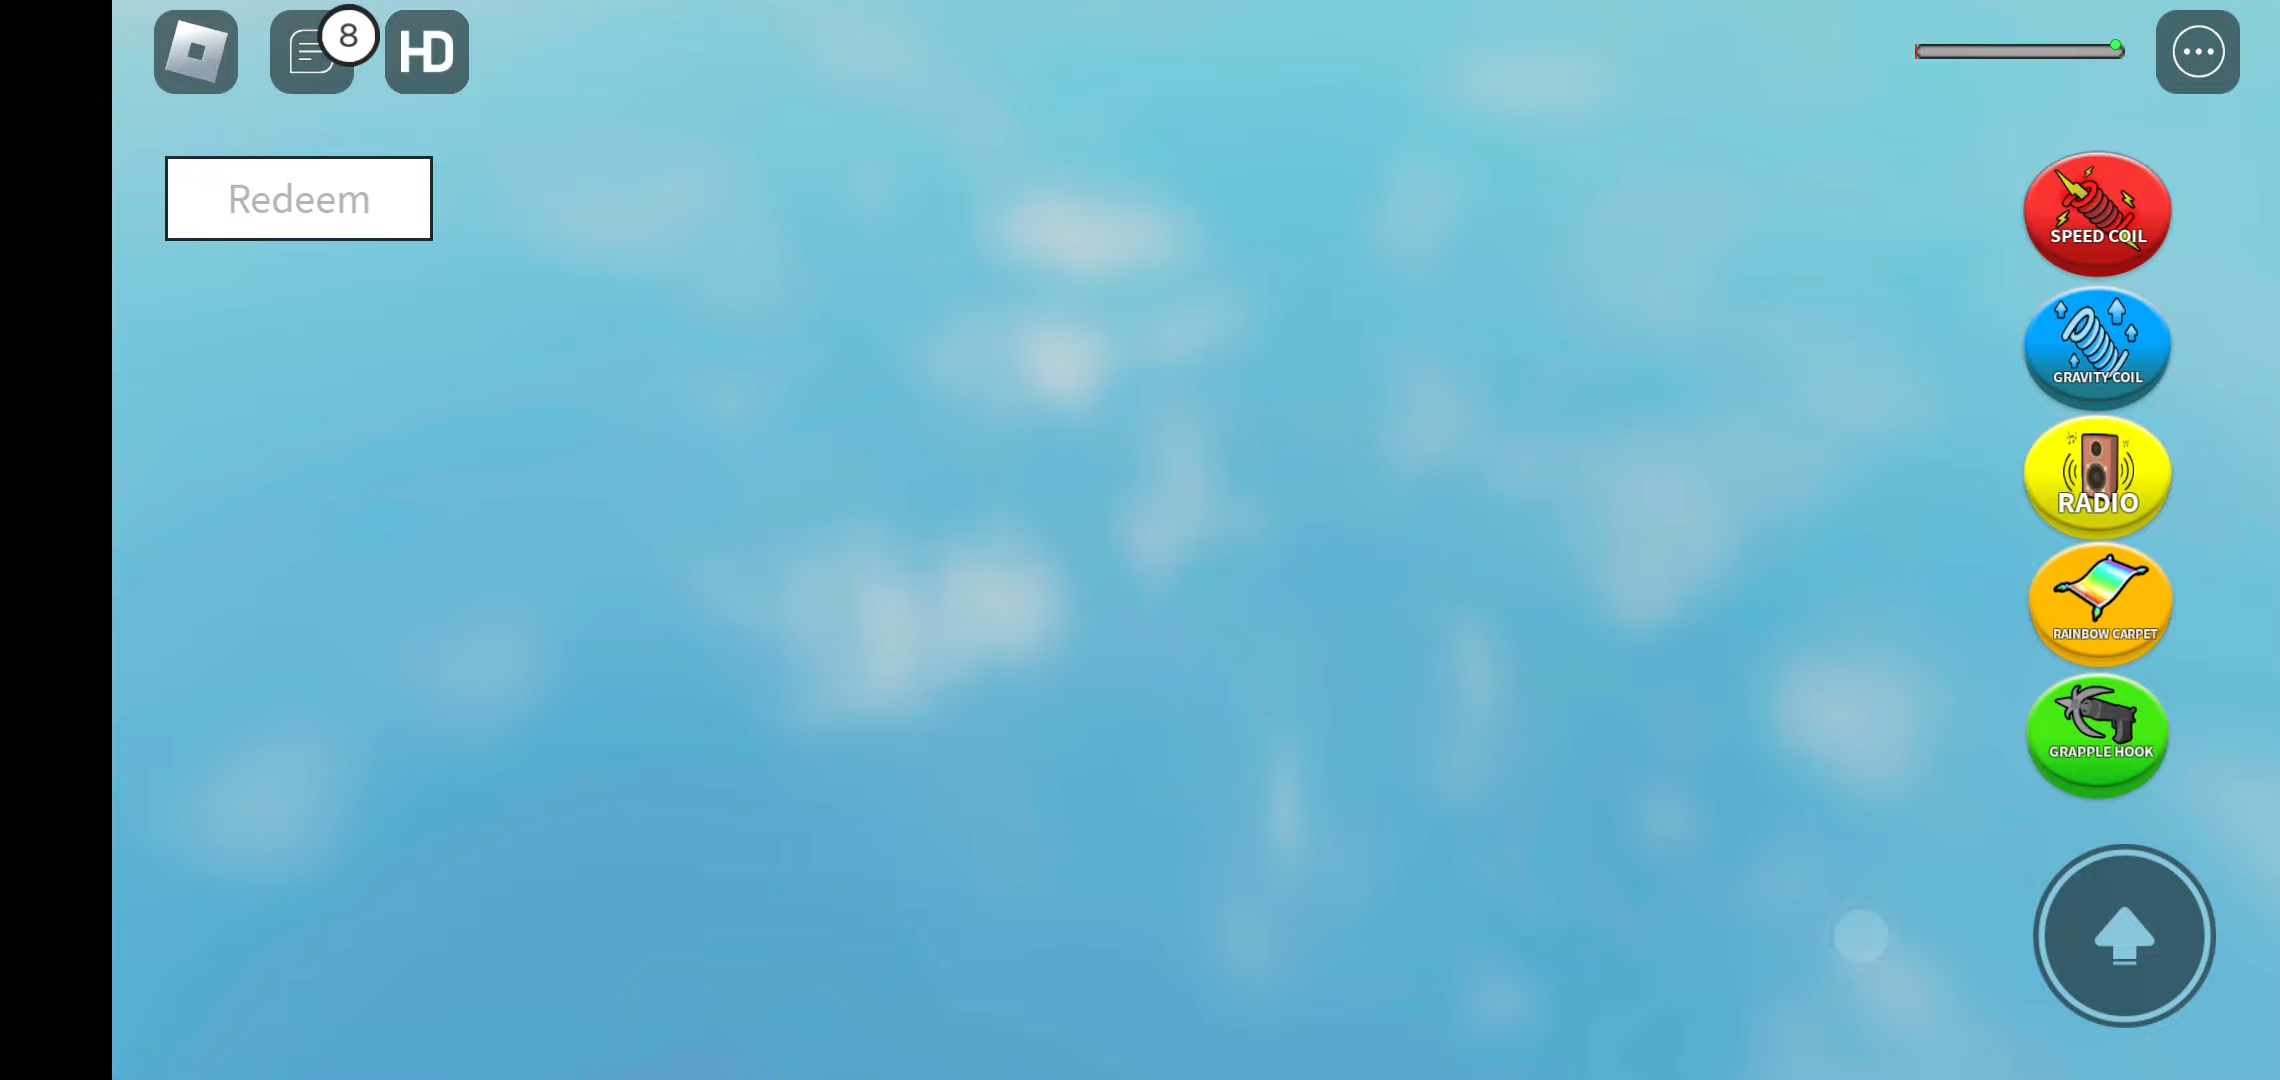 8
HD
Redeem
SPEED COIL
GRAVITY COIL
RADIO
RAINBOW CARPET
GRAPPLE HOOK